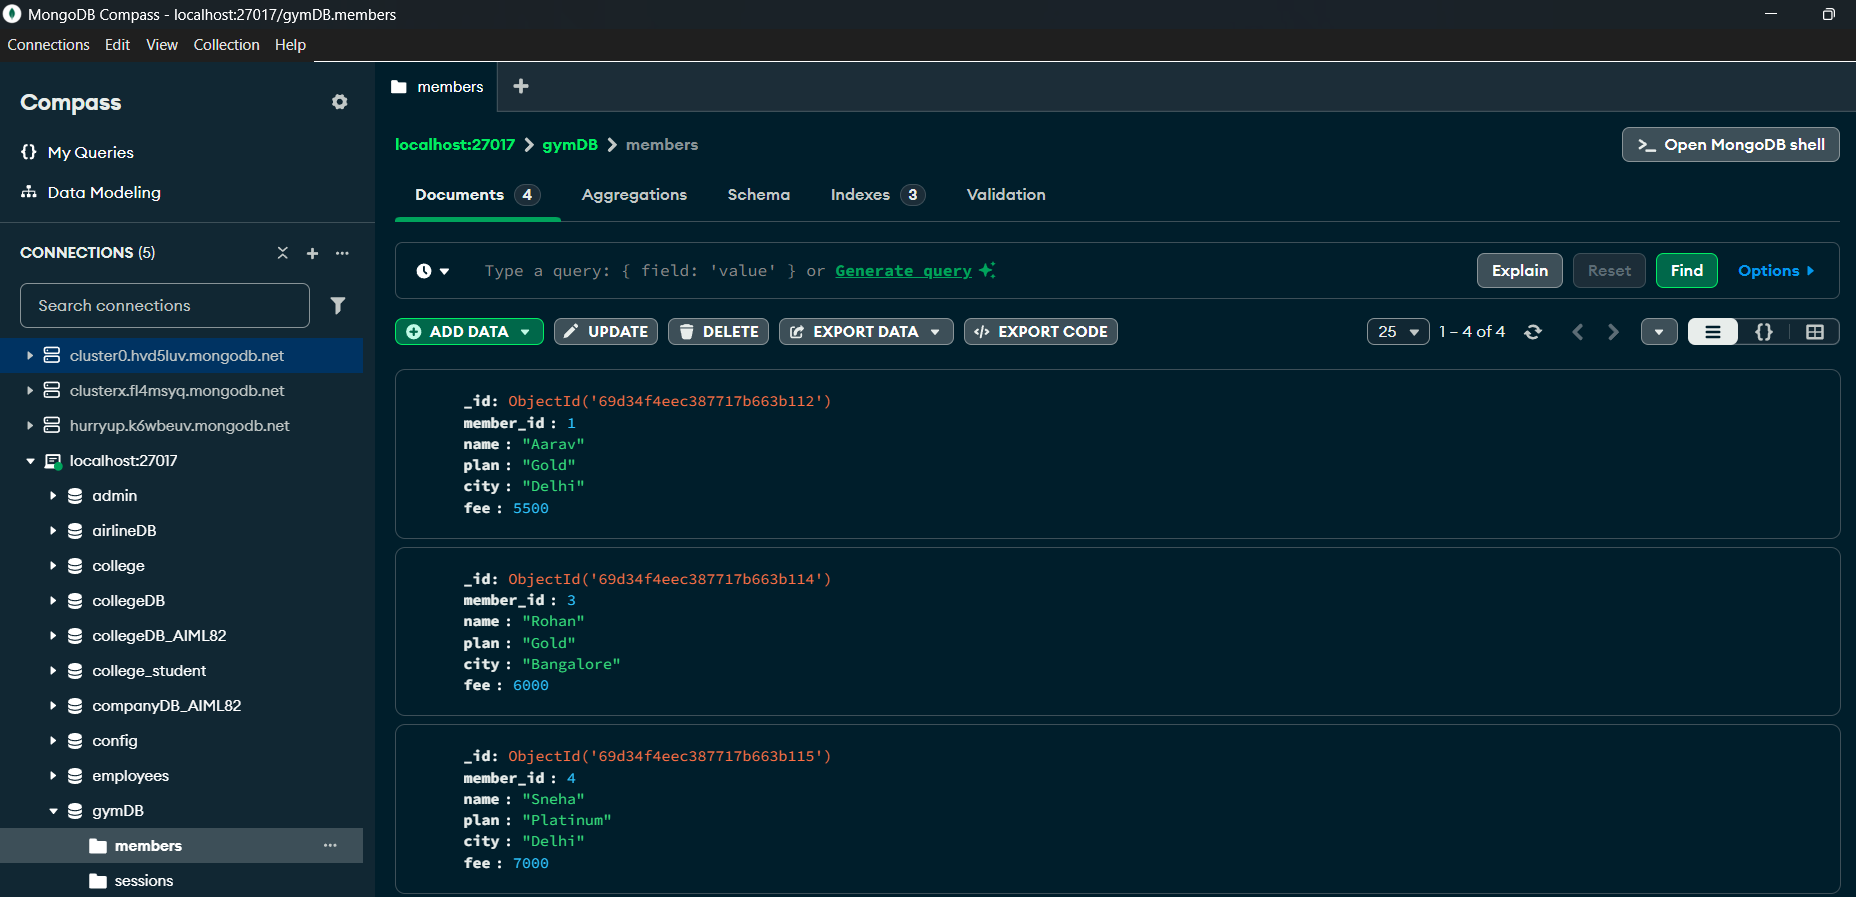 MongoDB Compass - localhost:27017/gymDB.members
Connections Edit View Collection Help
Compass
My Queries
Data Modeling
CONNECTIONS (5)
Search connections
cluster0.hvd5luv.mongodb.net
clusterx.fl4msyq.mongodb.net
hurryup.k6wbeuv.mongodb.net
localhost:27017
admin
airlineDB
college
collegeDB
collegeDB_AIML82
college_student
companyDB_AIML82
config
employees
gymDB
members
sessions
members
localhost:27017 > gymDB > members
>_ Open MongoDB shell
Documents 4 Aggregations Schema Indexes 3 Validation
Type a query: { field: 'value' } or Generate query
Explain Reset Find Options
ADD DATA UPDATE DELETE EXPORT DATA </> EXPORT CODE
25 1 – 4 of 4 {}
_id: ObjectId('69d34f4eec387717b663b112')
member_id : 1
name : "Aarav"
plan : "Gold"
city : "Delhi"
fee : 5500
_id: ObjectId('69d34f4eec387717b663b114')
member_id : 3
name : "Rohan"
plan : "Gold"
city : "Bangalore"
fee : 6000
_id: ObjectId('69d34f4eec387717b663b115')
member_id : 4
name : "Sneha"
plan : "Platinum"
city : "Delhi"
fee : 7000